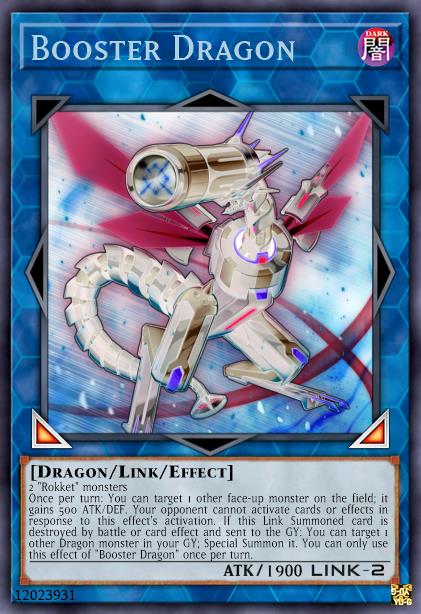 BOOSTER DRAGON
DARK
闇
[DRAGON/LINK/EFFECT]
2 "Rokket" monsters
Once per turn: You can target 1 other face-up monster on the field; it
gains 500 ATK/DEF. Your opponent cannot activate cards or effects in
response to this effect's activation. If this Link Summoned card is
destroyed by battle or card effect and sent to the GY: You can target 1
other Dragon monster in your GY; Special Summon it. You can only use
this effect of "Booster Dragon" once per turn.
ATK/1900 LINK-2
12023931